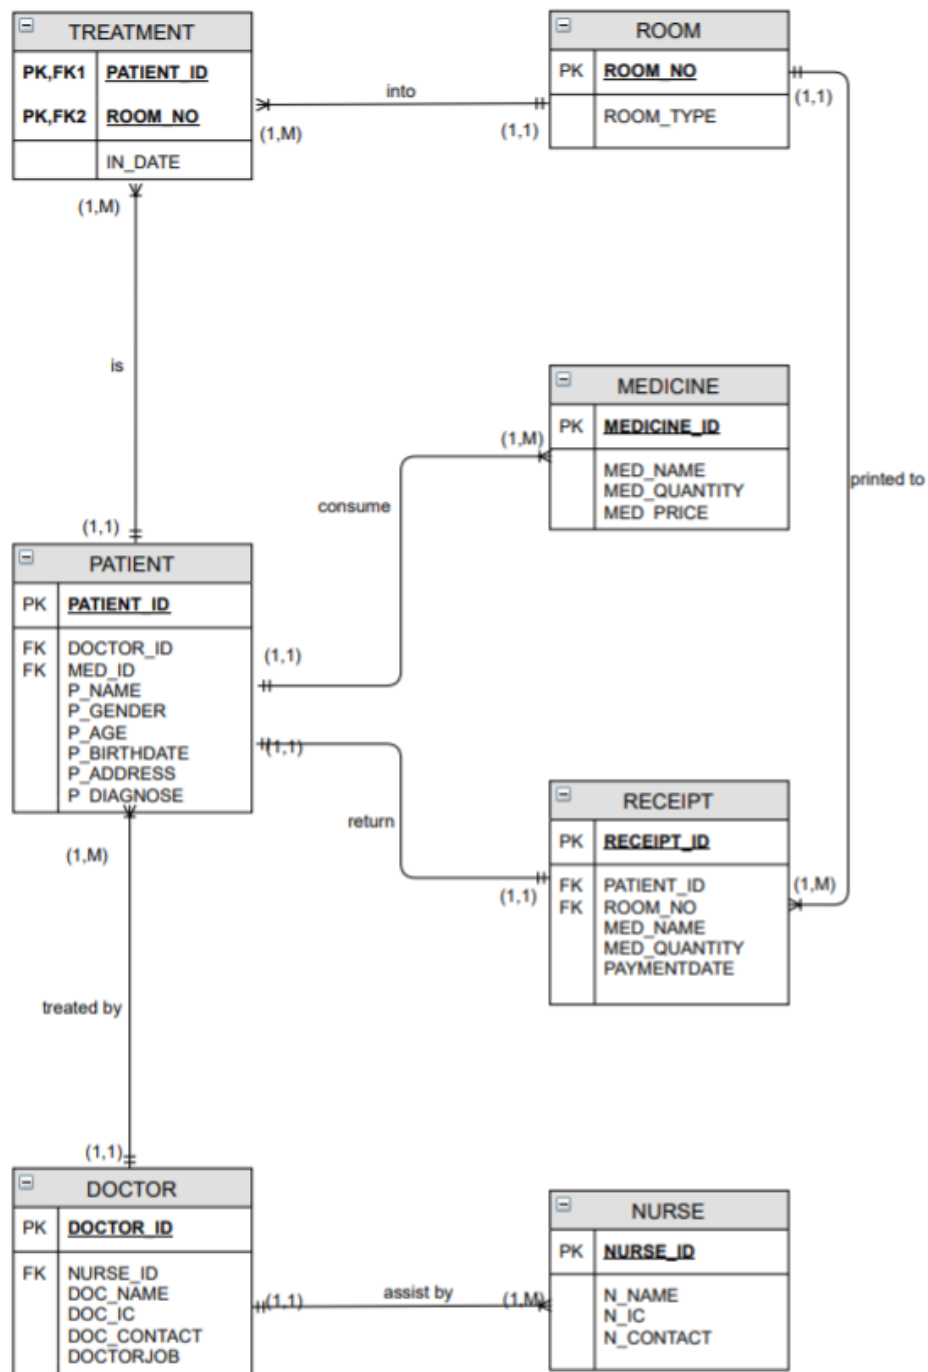 TREATMENT
PK,FK1 PATIENT_ID
PK,FK2 ROOM_NO
IN_DATE
ROOM
PK ROOM_NO
ROOM_TYPE
into
(1,M)
(1,1)
(1,1)
(1,M)
is
(1,1)
MEDICINE
PK MEDICINE_ID
MED_NAME
MED_QUANTITY
MED_PRICE
(1,M)
consume
printed to
PATIENT
PK PATIENT_ID
FK DOCTOR_ID
FK MED_ID
P_NAME
P_GENDER
P_AGE
P_BIRTHDATE
P_ADDRESS
P_DIAGNOSE
(1,1)
(1,1)
return
(1,1)
RECEIPT
PK RECEIPT_ID
FK PATIENT_ID
FK ROOM_NO
MED_NAME
MED_QUANTITY
PAYMENTDATE
(1,M)
(1,M)
treated by
(1,1)
DOCTOR
PK DOCTOR_ID
FK NURSE_ID
DOC_NAME
DOC_IC
DOC_CONTACT
DOCTORJOB
(1,1)
assist by
(1,M)
NURSE
PK NURSE_ID
N_NAME
N_IC
N_CONTACT